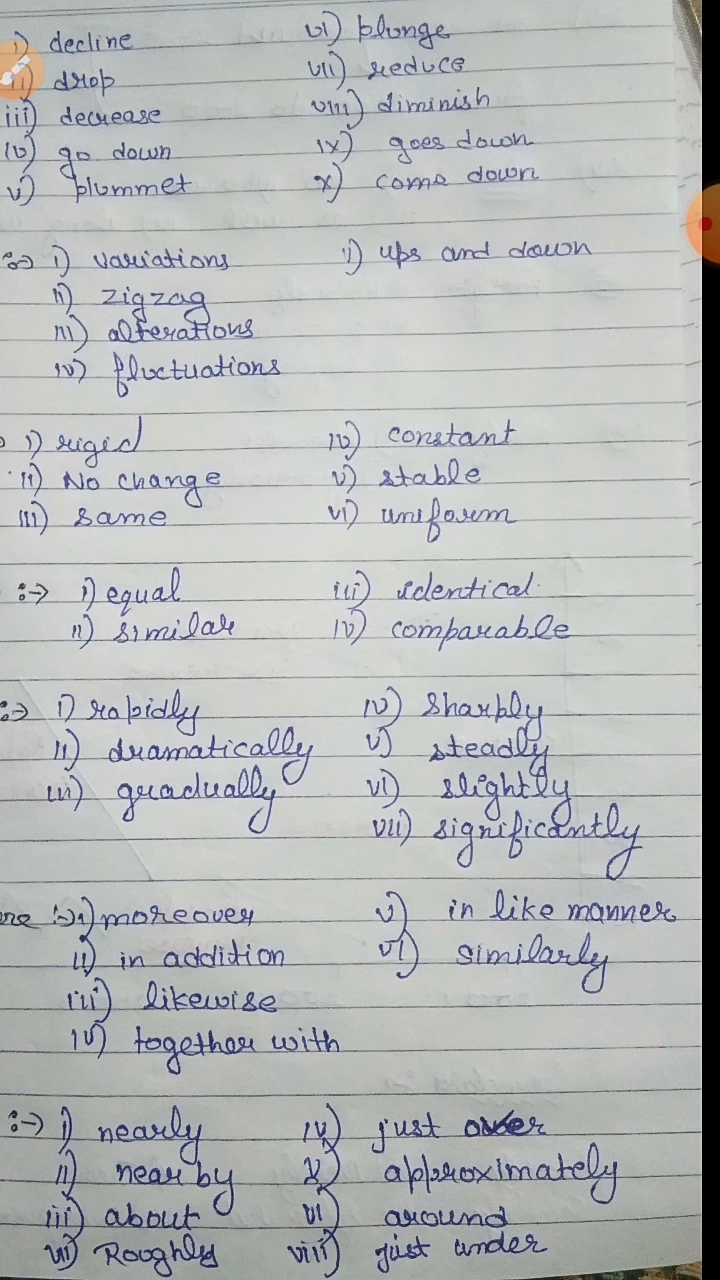 i) decline vi) plunge
ii) drop vii) reduce
iii) decrease viii) diminish
iv) go down ix) goes down
v) plummet x) come down
:→ i) variations i) ups and down
ii) zigzag
iii) alterations
iv) fluctuations
i) rigid iv) constant
ii) No change v) stable
iii) same vi) uniform
:→ i) equal iii) identical
ii) similar iv) comparable
:→ i) rapidly iv) Sharply
ii) dramatically v) steadly
iii) gradually vi) slightly
vii) significantly
:→ i) moreover v) in like manner
ii) in addition vi) similarly
iii) likewise
iv) together with
:→ i) nearly iv) just over
ii) near by v) approximately
iii) about vi) around
vii) Roughly viii) just under